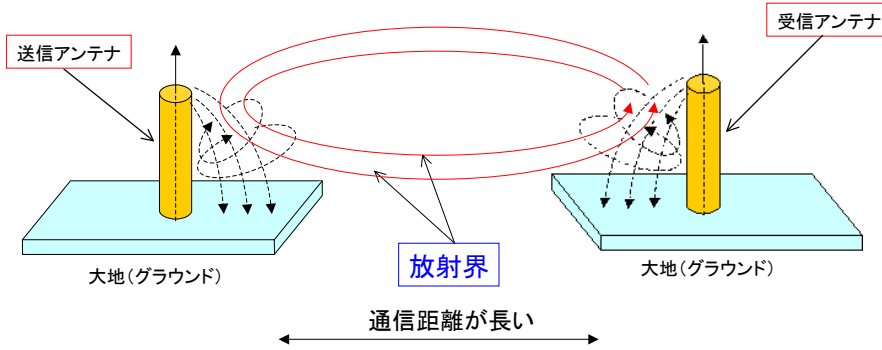 送信アンテナ
受信アンテナ
放射界
大地(グラウンド)
大地(グラウンド)
通信距離が長い